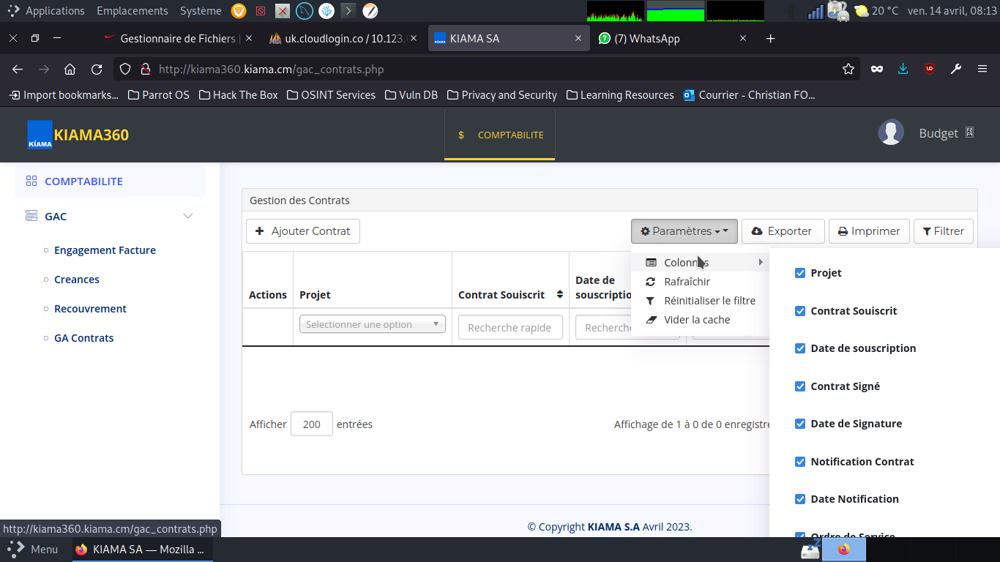 Applications Emplacements Système 20 °C ven. 14 avril, 08:13
Gestionnaire de Fichiers | uk.cloudlogin.co / 10.123. KIAMA SA (7) WhatsApp
http://kiama360.kiama.cm/gac_contrats.php
Import bookmarks... Parrot OS Hack The Box OSINT Services Vuln DB Privacy and Security Learning Resources Courrier - Christian FO...
KIAMA KIAMA360 $ COMPTABILITE Budget
COMPTABILITE
GAC
Engagement Facture
Creances
Recouvrement
GA Contrats
Gestion des Contrats
Ajouter Contrat Paramètres Exporter Imprimer Filtrer
Colonnes
Rafraîchir
Réinitialiser le filtre
Vider la cache
Projet
Contrat Souiscrit
Date de souscription
Contrat Signé
Date de Signature
Notification Contrat
Date Notification
Ordre de Service
Actions Projet Contrat Souiscrit Date de
souscriptio
Selectionner une option Recherche rapide Recherche
Afficher 200 entrées Affichage de 1 à 0 de 0 enregistre
© Copyright KIAMA S.A Avril 2023.
http://kiama360.kiama.cm/gac_contrats.php
Menu KIAMA SA — Mozilla ...